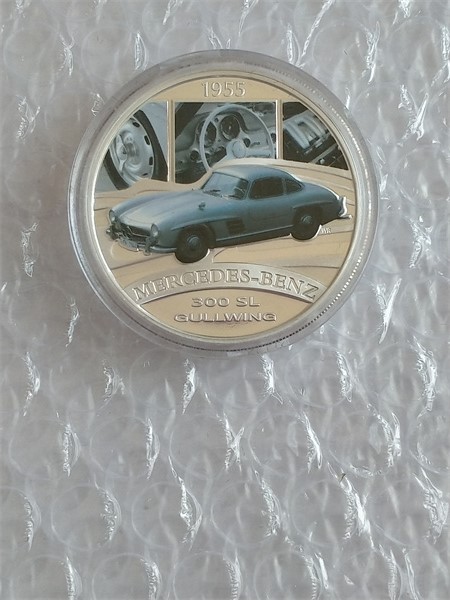 1955
MERCEDES-BENZ
300 SL
GULLWING